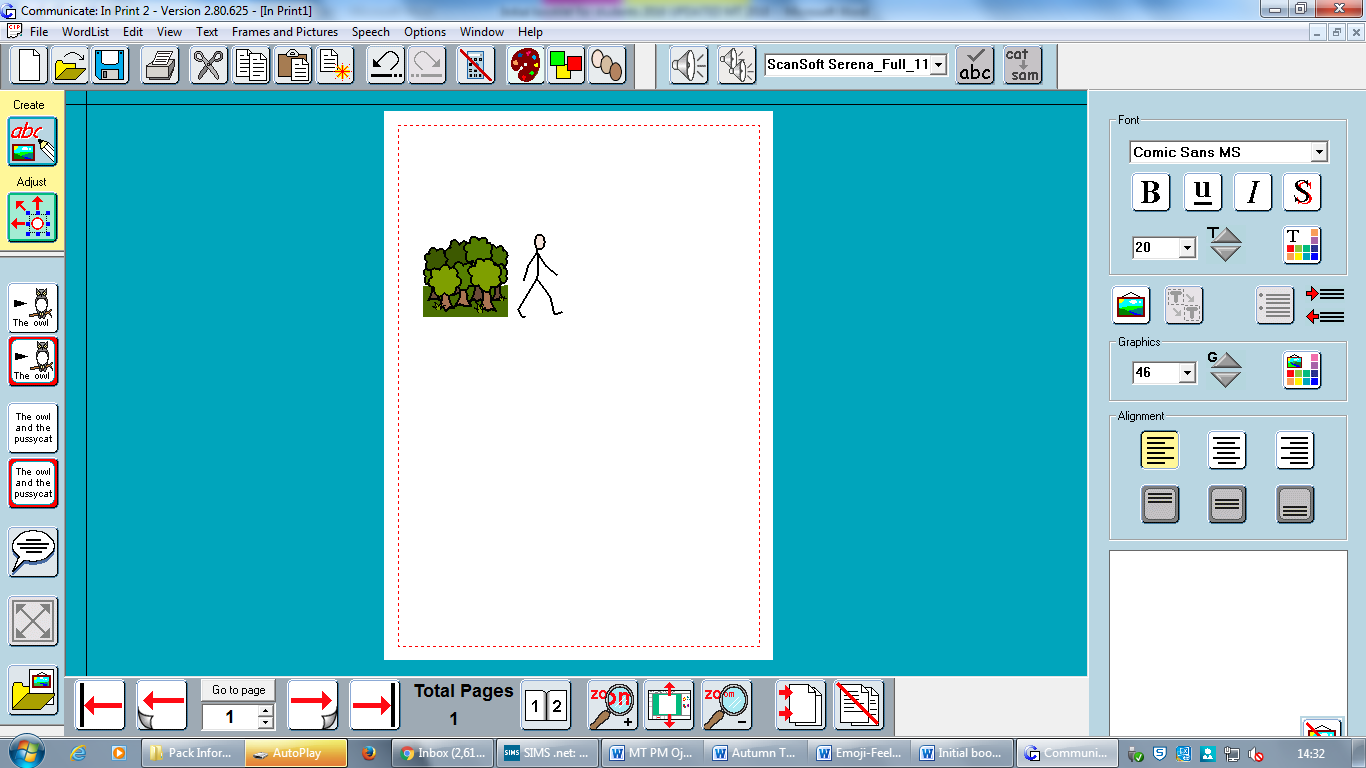 Communicate: In Print 2 - Version 2.80.625 - [In Print1]
File WordList Edit View Text Frames and Pictures Speech Options Window Help
ScanSoft Serena_Full_11
abc
cat
sam
Create
abc
Adjust
The owl
The owl
The owl
and the
pussycat
The owl
and the
pussycat
Font
Comic Sans MS
B u I S
20
T
T
T
T
Graphics
46
G
Alignment
Go to page
1
Total Pages
1
1 2
zoom
+
zoom
-
Pack Infor...
AutoPlay
Inbox (2,61...
SIMS .net: ...
MT PM Oj...
Autumn T...
Emoji-Feel...
Initial boo...
Communi...
14:32